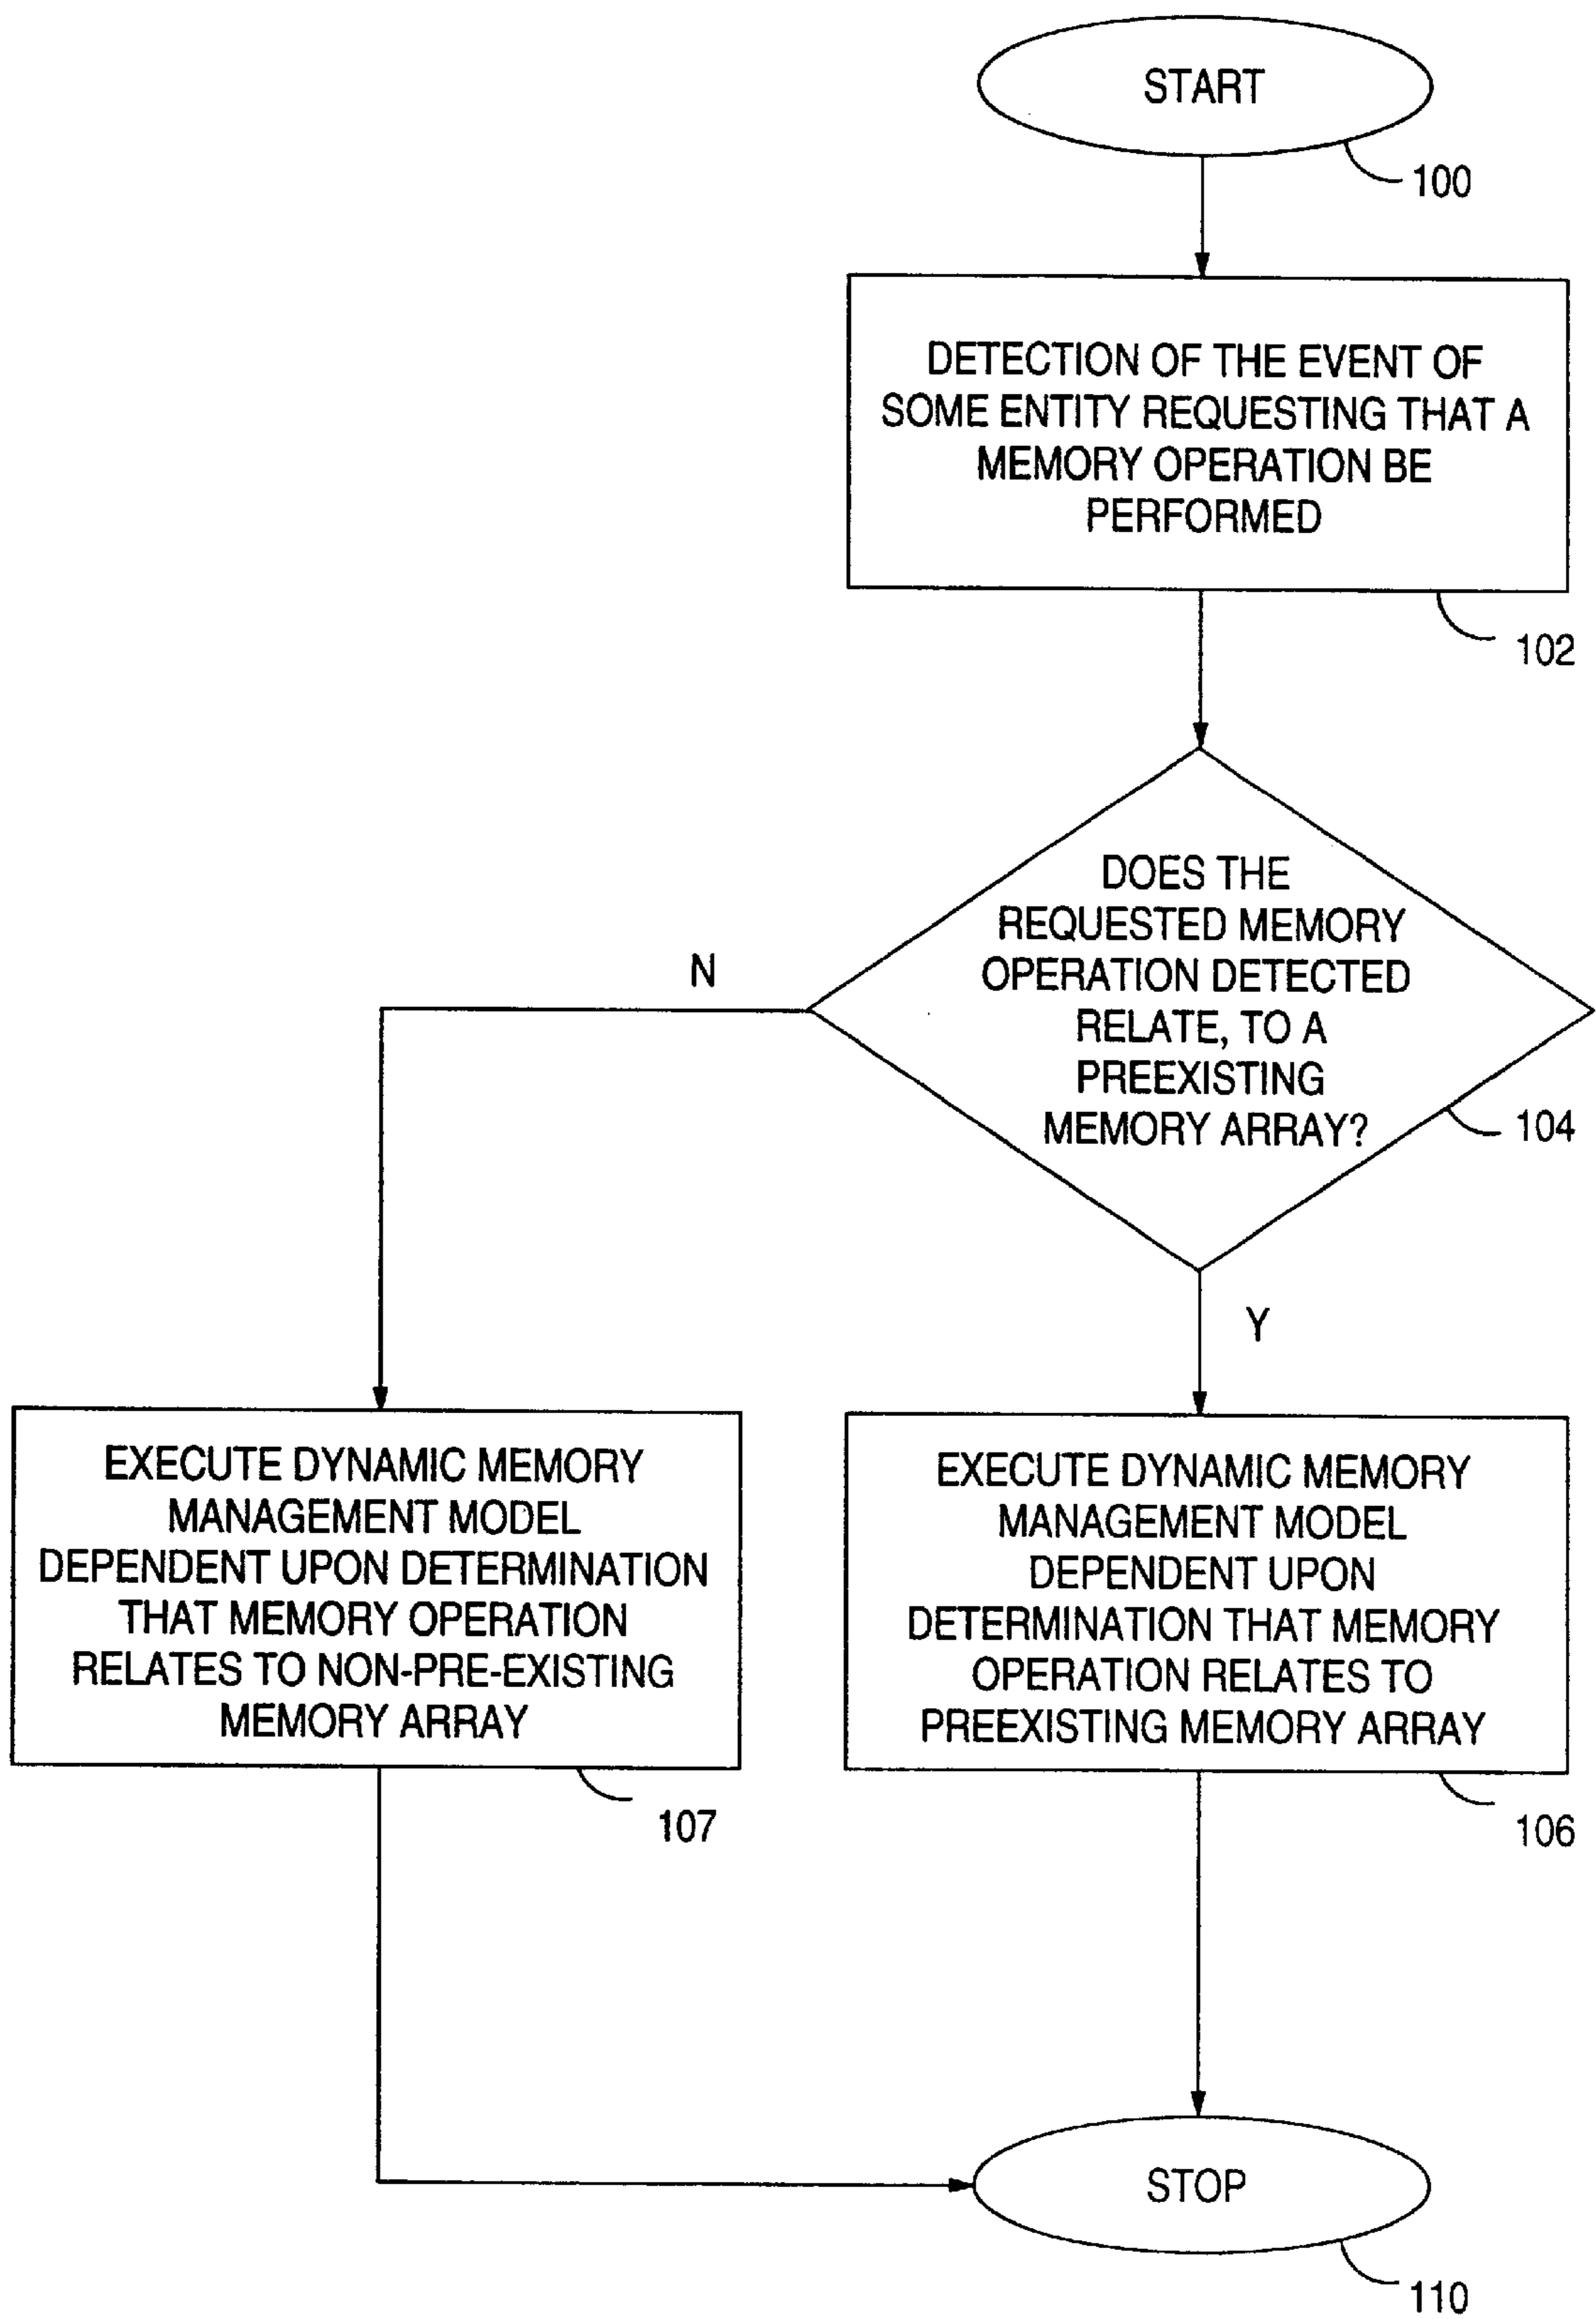 START
100
DETECTION OF THE EVENT OF
SOME ENTITY REQUESTING THAT A
MEMORY OPERATION BE
PERFORMED
102
DOES THE
REQUESTED MEMORY
OPERATION DETECTED
RELATE, TO A
PREEXISTING
MEMORY ARRAY?
104
N
Y
EXECUTE DYNAMIC MEMORY
MANAGEMENT MODEL
DEPENDENT UPON DETERMINATION
THAT MEMORY OPERATION
RELATES TO NON-PRE-EXISTING
MEMORY ARRAY
107
EXECUTE DYNAMIC MEMORY
MANAGEMENT MODEL
DEPENDENT UPON
DETERMINATION THAT MEMORY
OPERATION RELATES TO
PREEXISTING MEMORY ARRAY
106
STOP
110